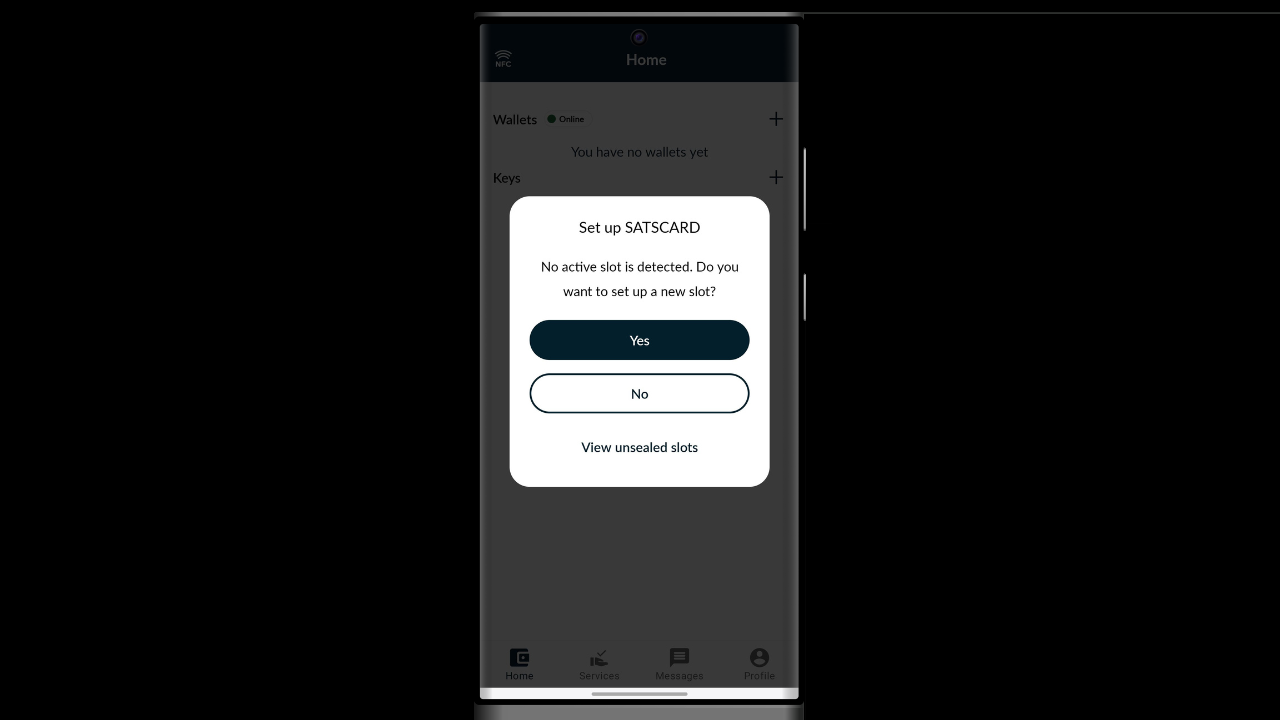 NFC
Home
Wallets
Online
You have no wallets yet
Keys
Set up SATSCARD
No active slot is detected. Do you
want to set up a new slot?
Yes
No
View unsealed slots
Home
Services
Messages
Profile